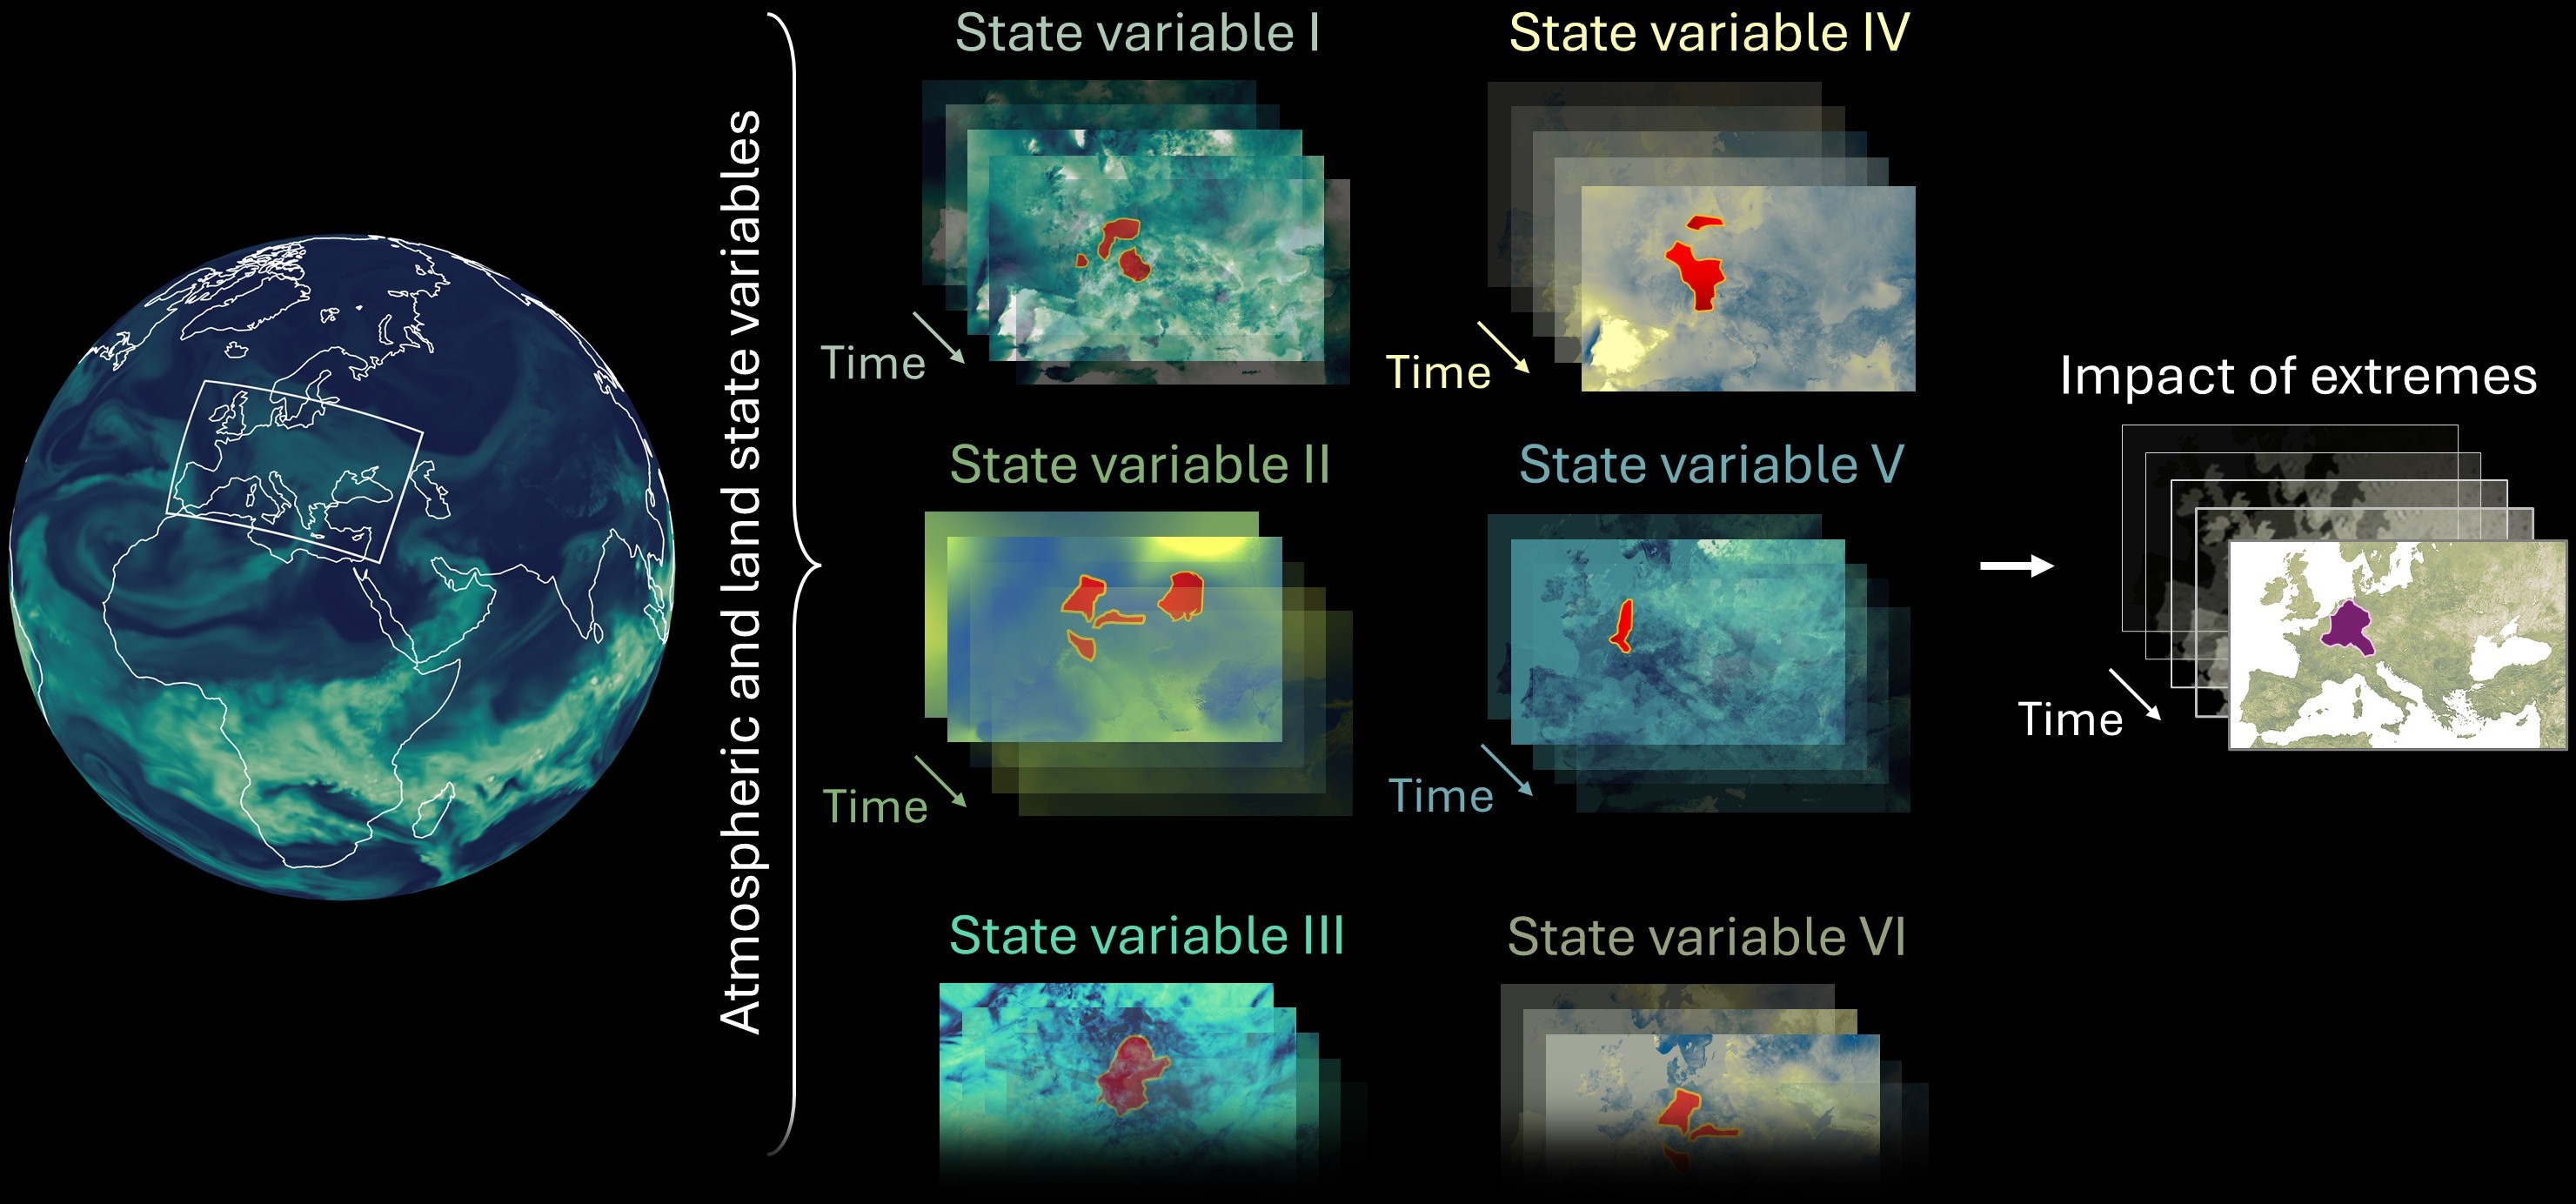 Atmospheric and land state variables
State variable I
Time
State variable IV
Time
State variable II
Time
State variable V
Time
State variable III
State variable VI
Impact of extremes
Time